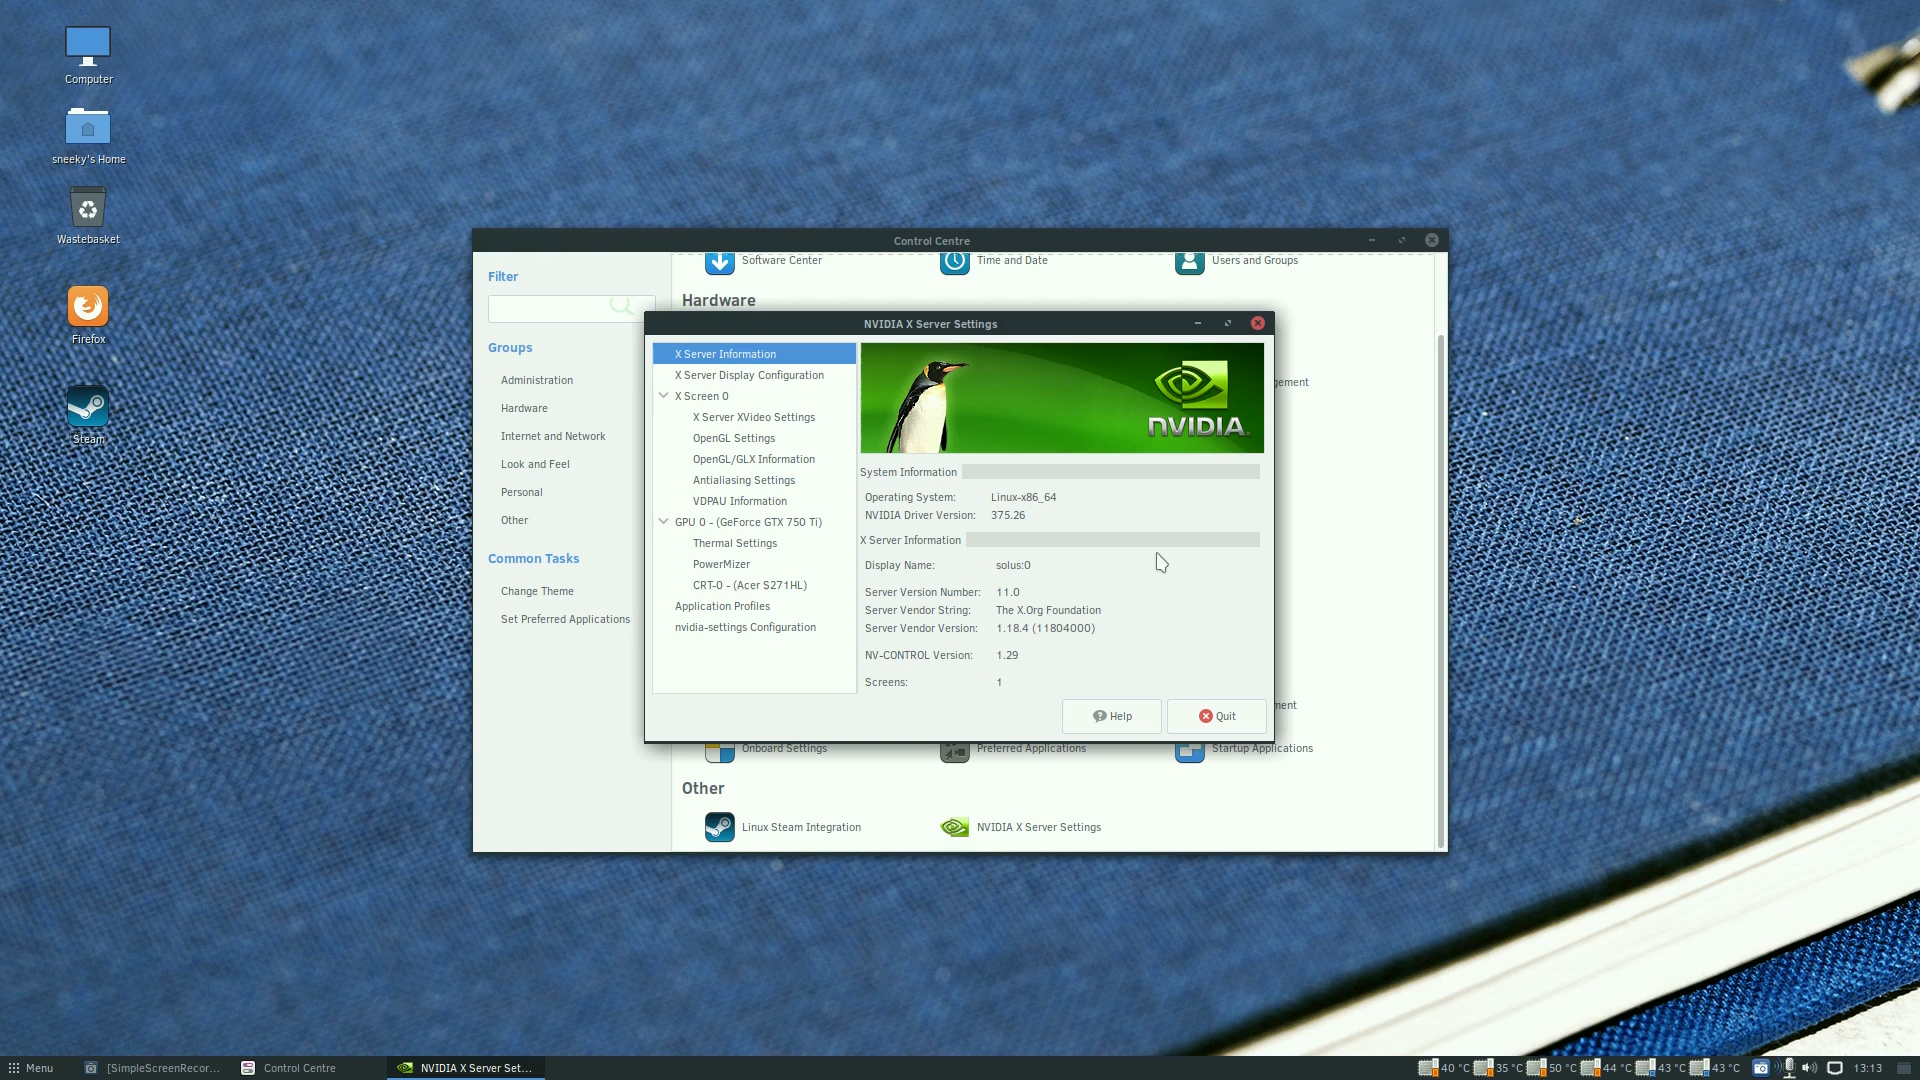 Computer
sneeky's Home
Wastebasket
Firefox
Steam
Control Centre
Filter
Groups
Administration
Hardware
Internet and Network
Look and Feel
Personal
Other
Common Tasks
Change Theme
Set Preferred Applications
Software Center
Time and Date
Users and Groups
Hardware
gement
ment
Onboard Settings
Preferred Applications
Startup Applications
Other
Linux Steam Integration
NVIDIA X Server Settings
NVIDIA X Server Settings
X Server Information
X Server Display Configuration
X Screen 0
X Server XVideo Settings
OpenGL Settings
OpenGL/GLX Information
Antialiasing Settings
VDPAU Information
GPU 0 - (GeForce GTX 750 Ti)
Thermal Settings
PowerMizer
CRT-0 - (Acer S271HL)
Application Profiles
nvidia-settings Configuration
NVIDIA.
System Information
Operating System: Linux-x86_64
NVIDIA Driver Version: 375.26
X Server Information
Display Name: solus:0
Server Version Number: 11.0
Server Vendor String: The X.Org Foundation
Server Vendor Version: 1.18.4 (11804000)
NV-CONTROL Version: 1.29
Screens: 1
Help
Quit
Menu
[SimpleScreenRecor...
Control Centre
NVIDIA X Server Set...
40 °C
35 °C
50 °C
44 °C
43 °C
43 °C
13:13